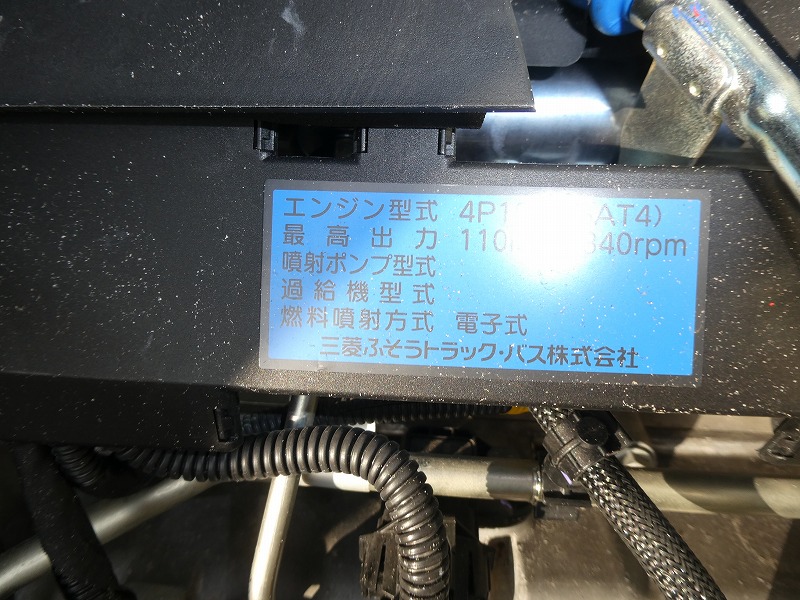 エンジン型式 4P1 AT4)
最高出力 110 340rpm
噴射ポンプ型式
過給機型式
燃料噴射方式 電子式
三菱ふそうトラック・バス株式会社